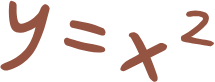 y = x²